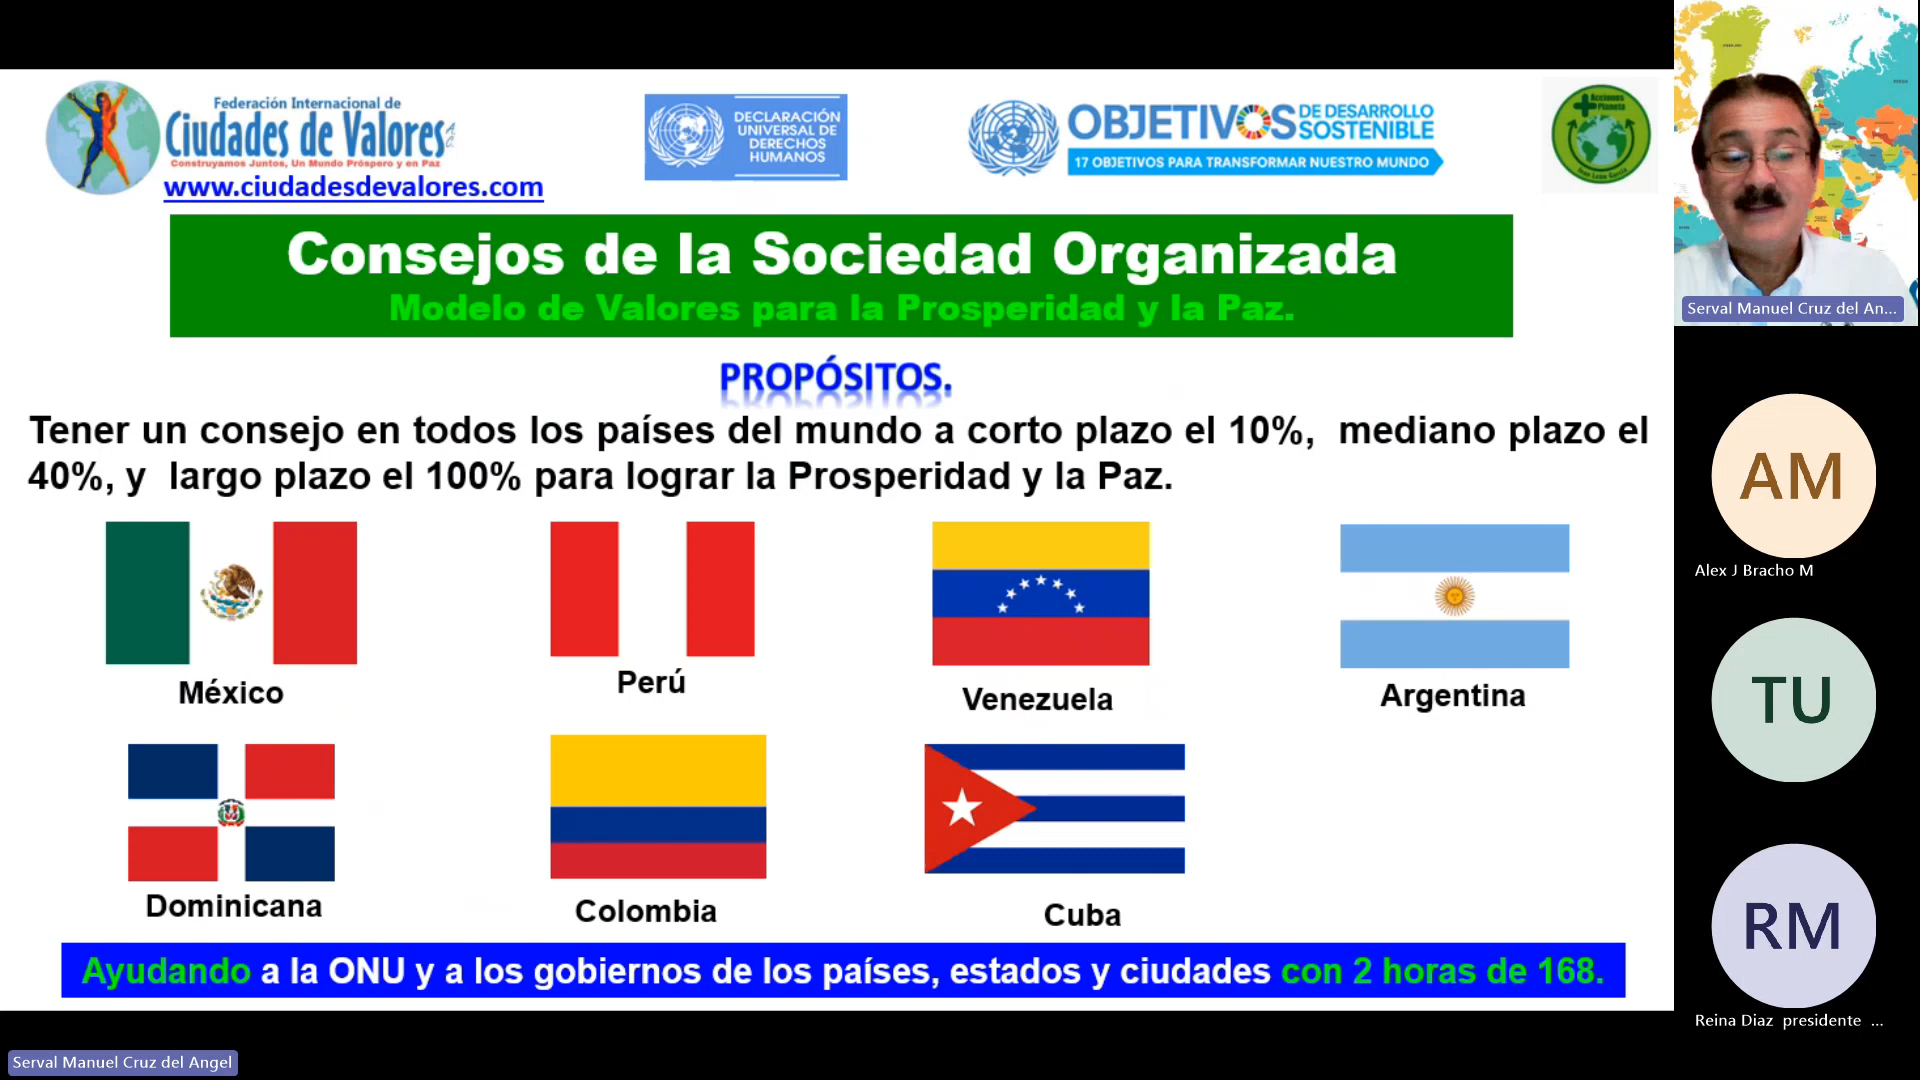 Federación Internacional de
Ciudades de Valores
Construyamos Juntos, Un Mundo Próspero y en Paz
www.ciudadesdevalores.com
DECLARACIÓN
UNIVERSAL DE
DERECHOS
HUMANOS
OBJETIVOS DE DESARROLLO
SOSTENIBLE
17 OBJETIVOS PARA TRANSFORMAR NUESTRO MUNDO
+Acciones
Planeta
Consejos de la Sociedad Organizada
Modelo de Valores para la Prosperidad y la Paz.
PROPÓSITOS.
Tener un consejo en todos los países del mundo a corto plazo el 10%, mediano plazo el
40%, y largo plazo el 100% para lograr la Prosperidad y la Paz.
México
Perú
Venezuela
Argentina
Dominicana
Colombia
Cuba
Ayudando a la ONU y a los gobiernos de los países, estados y ciudades con 2 horas de 168.
Serval Manuel Cruz del An...
AM
Alex J Bracho M
TU
RM
Reina Diaz presidente ...
Serval Manuel Cruz del Angel